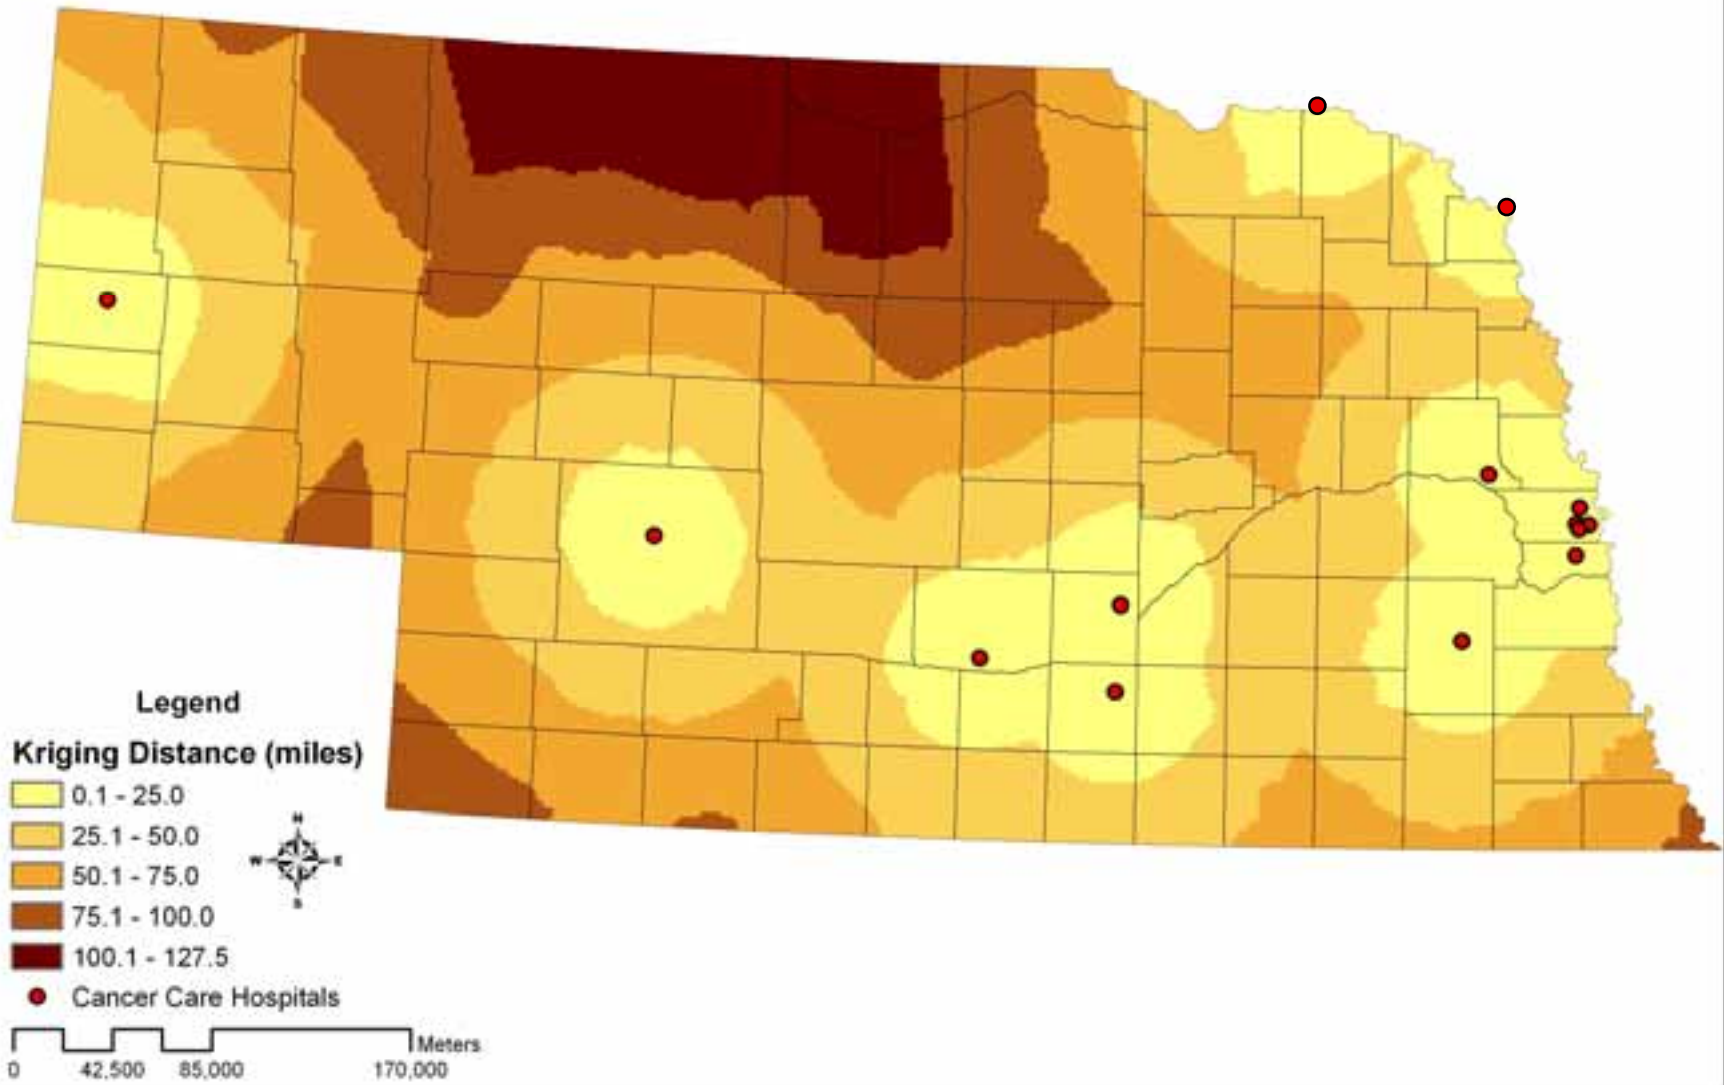 Legend
Kriging Distance (miles)
0.1 - 25.0
25.1 - 50.0
50.1 - 75.0
75.1 - 100.0
100.1 - 127.5
Cancer Care Hospitals
N
W E
S
Meters
0 42,500 85,000 170,000